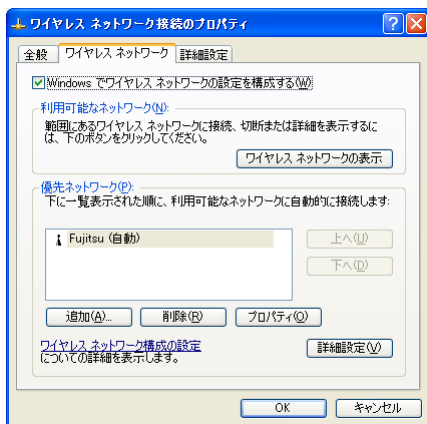 ワイヤレス ネットワーク接続のプロパティ
全般 ワイヤレス ネットワーク 詳細設定
Windows でワイヤレス ネットワークの設定を構成する(W)
利用可能なネットワーク(N):
範囲にあるワイヤレス ネットワークに接続、切断または詳細を表示するに
は、下のボタンをクリックしてください。
ワイヤレス ネットワークの表示
優先ネットワーク(P):
下に一覧表示された順に、利用可能なネットワークに自動的に接続します:
Fujitsu (自動)
上へ(U)
下へ(D)
追加(A)... 削除(R) プロパティ(O)
ワイヤレス ネットワーク構成の設定
についての詳細を表示します。
詳細設定(V)
OK キャンセル